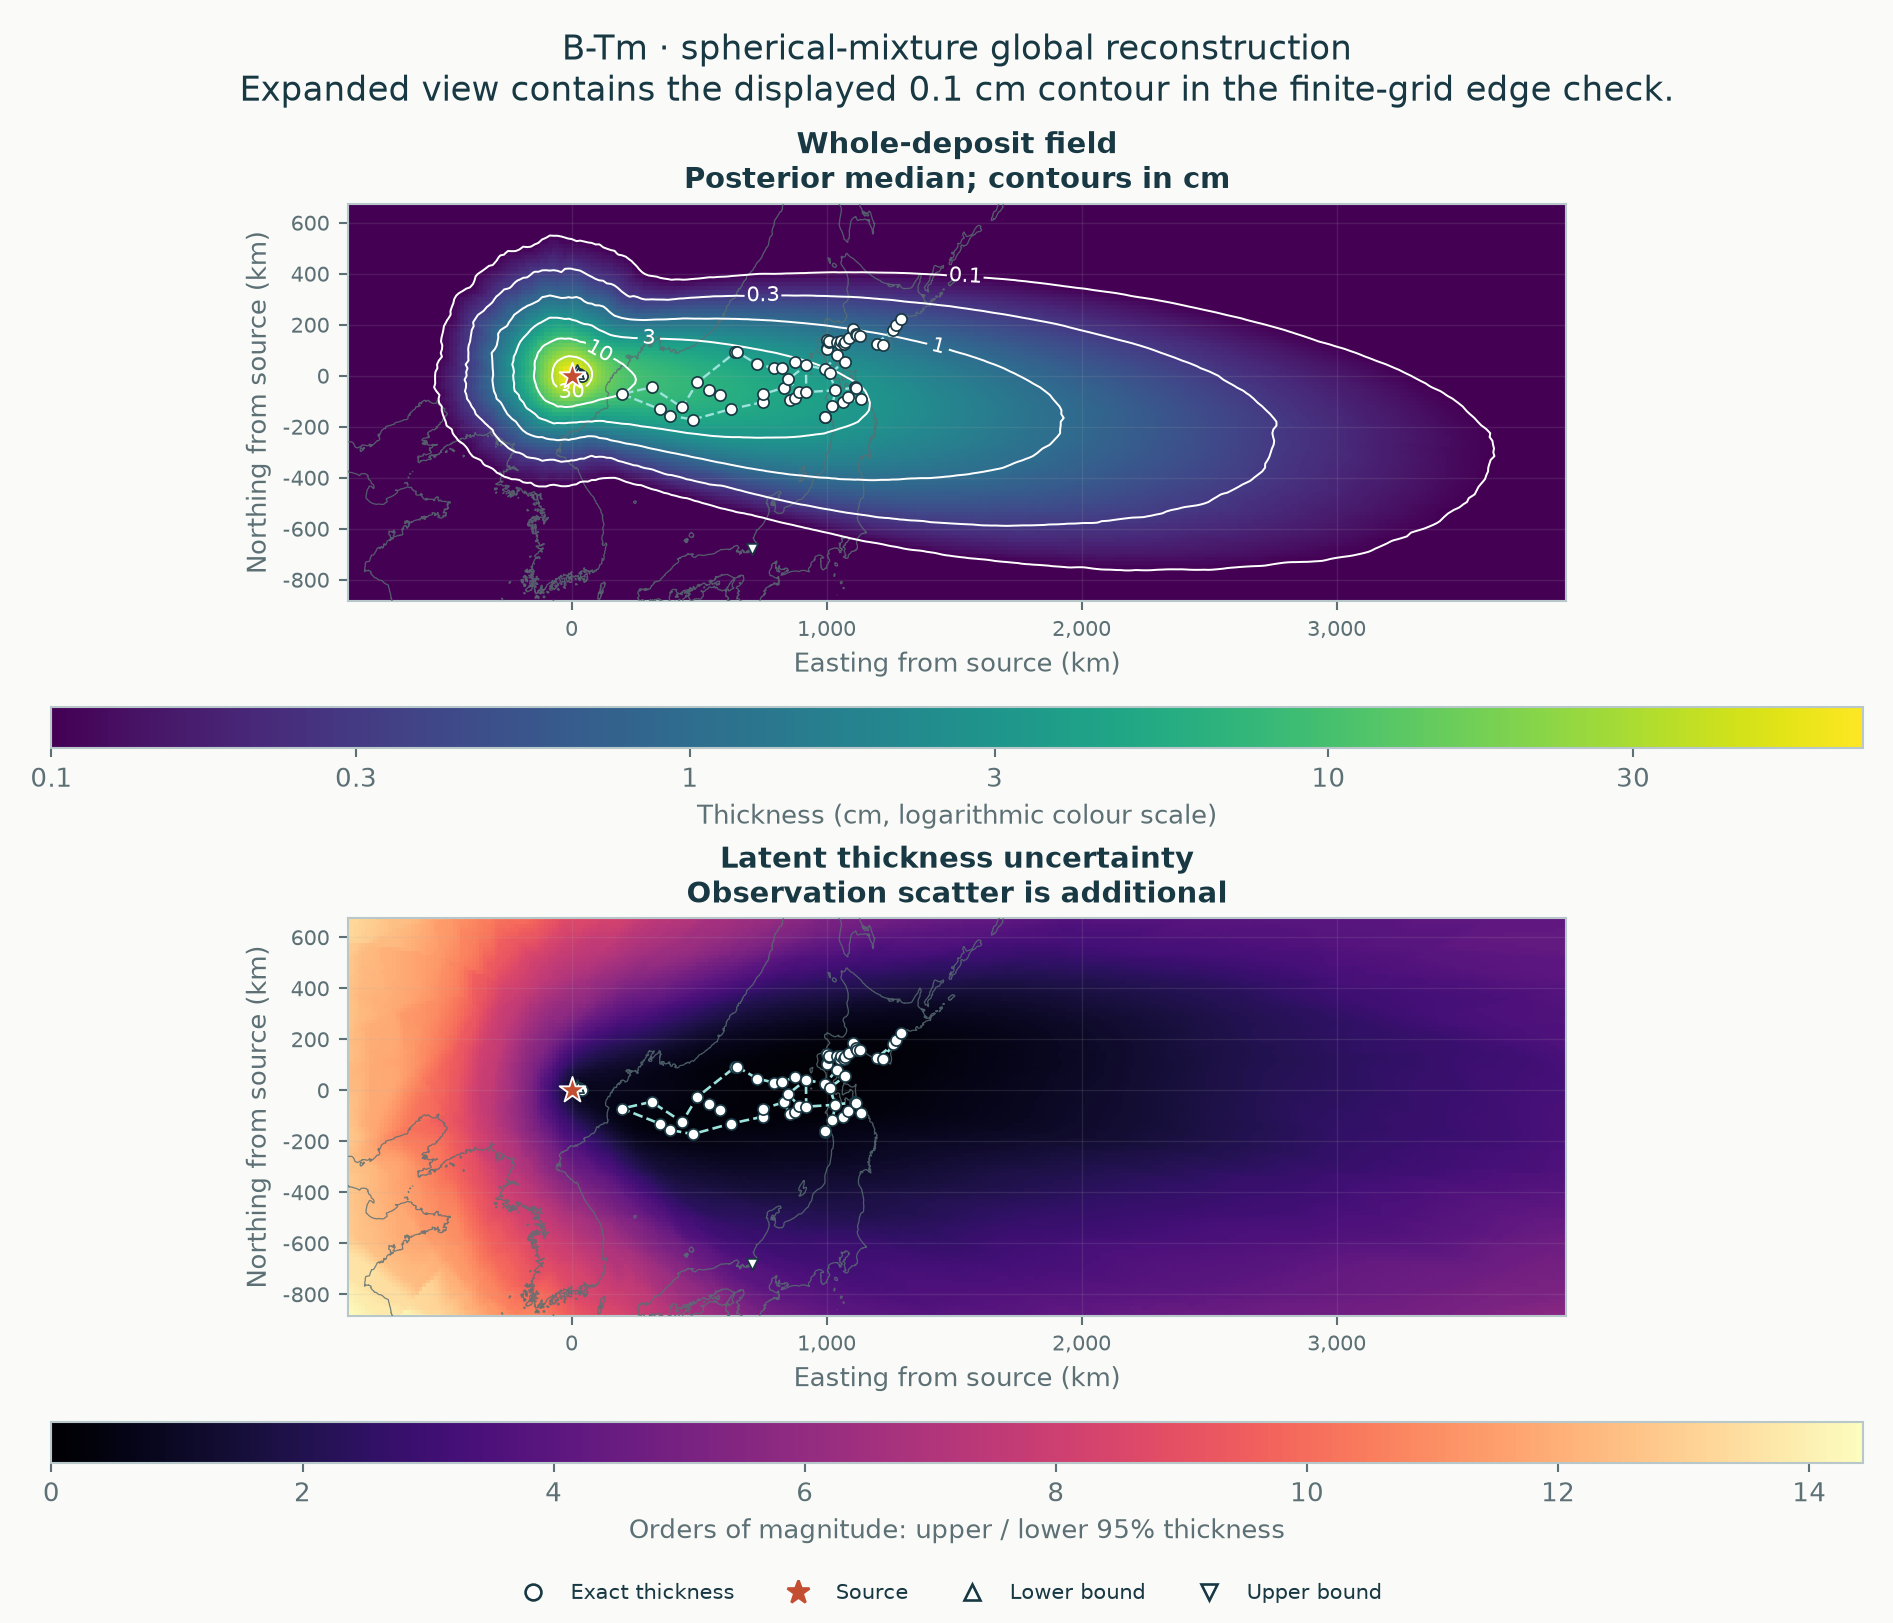 B-Tm · spherical-mixture global reconstruction
Expanded view contains the displayed 0.1 cm contour in the finite-grid edge check.
Whole-deposit field
Posterior median; contours in cm
Northing from source (km)
600
400
200
0
-200
-400
-600
-800
0.1
0.3
3
1
10
30
0
1,000
2,000
3,000
Easting from source (km)
0.1
0.3
1
3
10
30
Thickness (cm, logarithmic colour scale)
Latent thickness uncertainty
Observation scatter is additional
Northing from source (km)
600
400
200
0
-200
-400
-600
-800
0
1,000
2,000
3,000
Easting from source (km)
0
2
4
6
8
10
12
14
Orders of magnitude: upper / lower 95% thickness
Exact thickness
Source
Lower bound
Upper bound